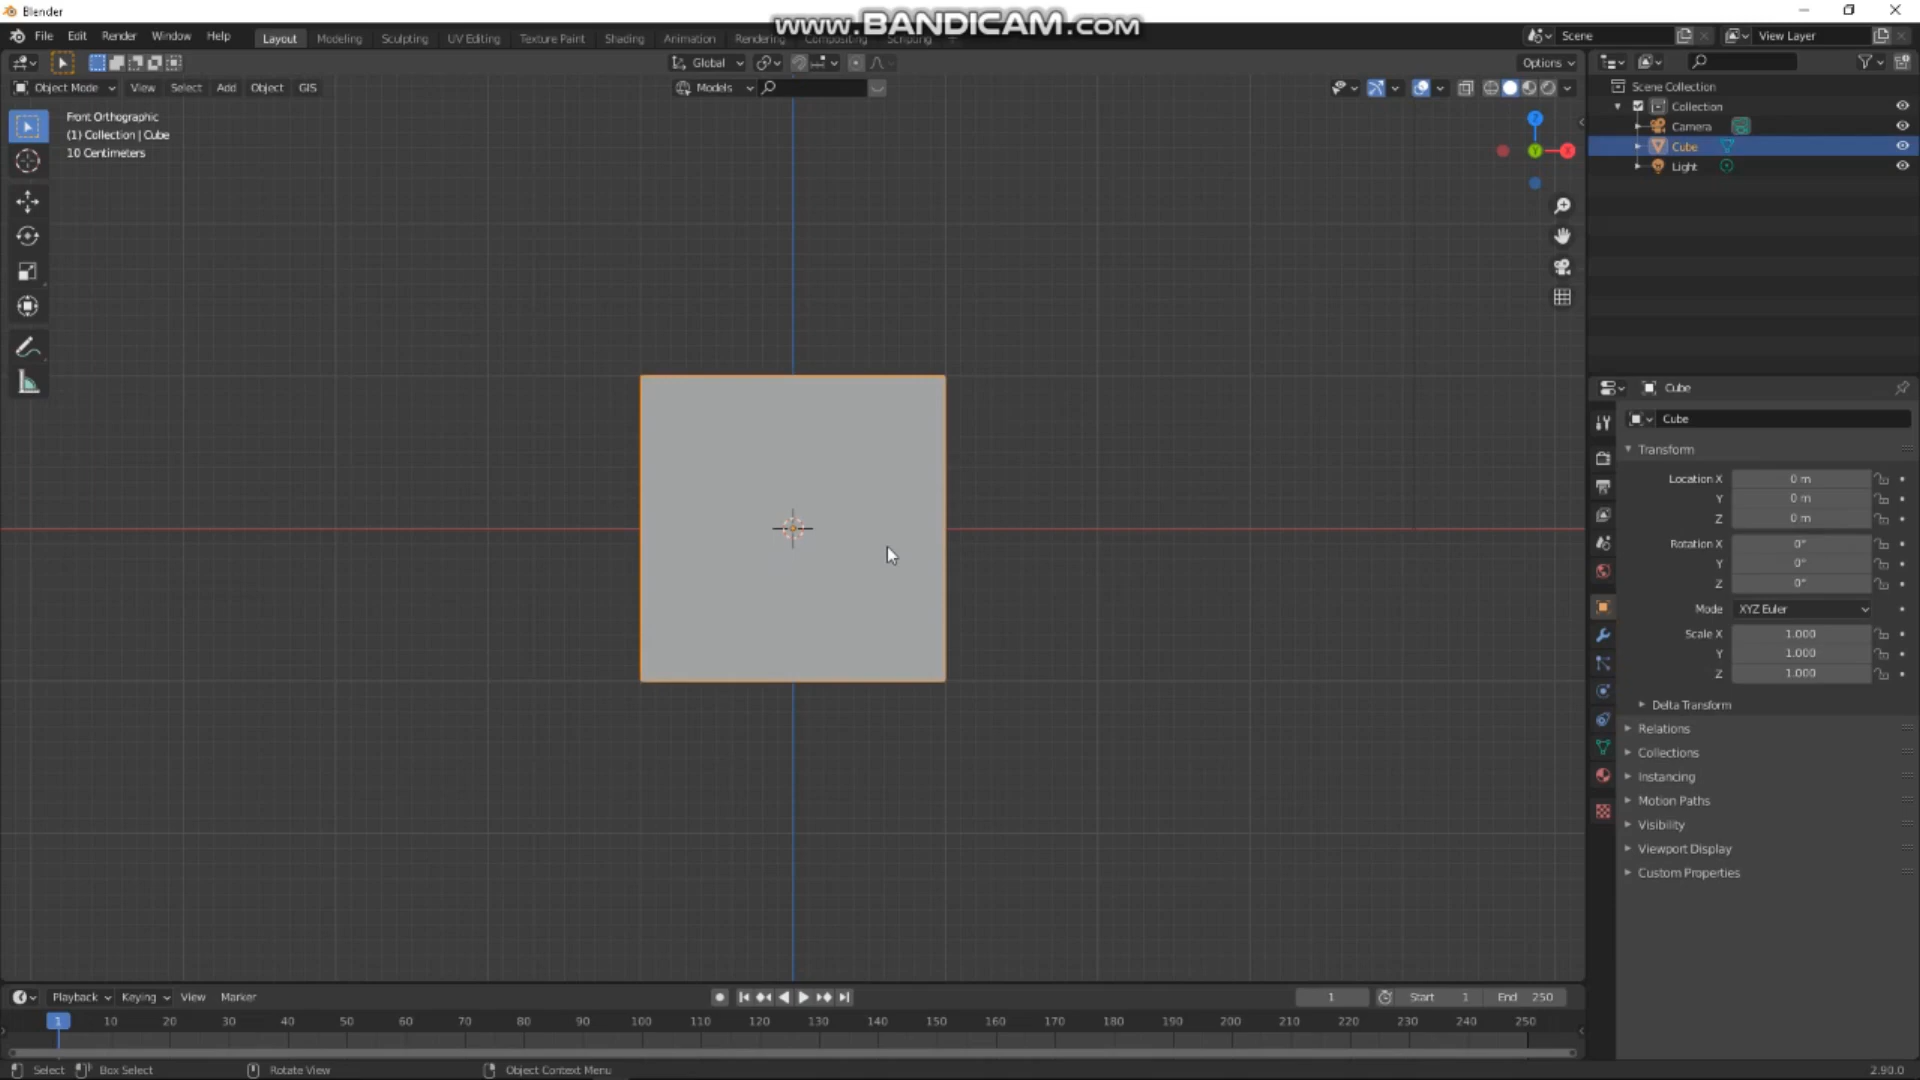 Blender
www.BANDICAM.com
File Edit Render Window Help
Layout Modeling Sculpting UV Editing Texture Paint Shading Animation Rendering Compositing Scripting
Scene
View Layer
Global
Options
Object Mode View Select Add Object GIS
Models
Front Orthographic
(1) Collection | Cube
10 Centimeters
Z
Y
X
Scene Collection
Collection
Camera
Cube
Light
Cube
Cube
Transform
Location X 0 m
Y 0 m
Z 0 m
Rotation X 0°
Y 0°
Z 0°
Mode XYZ Euler
Scale X 1.000
Y 1.000
Z 1.000
Delta Transform
Relations
Collections
Instancing
Motion Paths
Visibility
Viewport Display
Custom Properties
Playback Keying View Marker
1
Start 1
End 250
1 10 20 30 40 50 60 70 80 90 100 110 120 130 140 150 160 170 180 190 200 210 220 230 240 250
Select Box Select Rotate View Object Context Menu
2.90.0